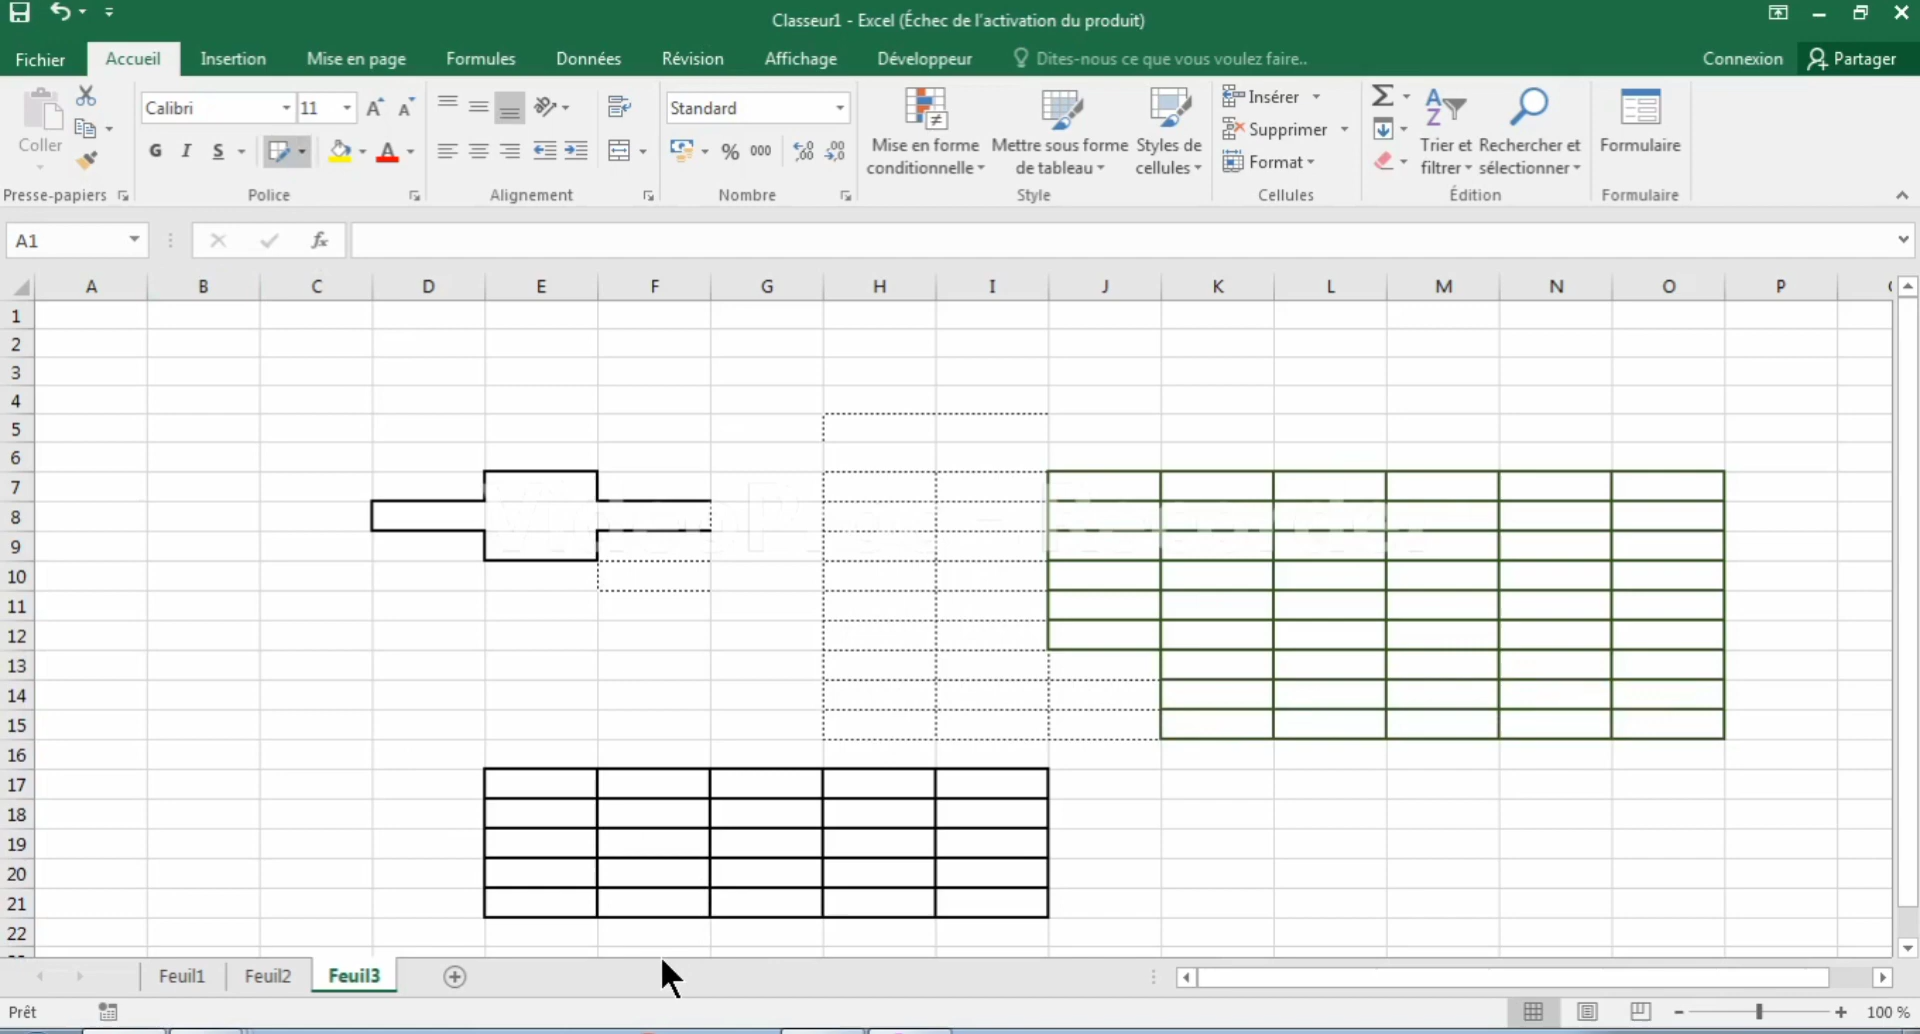 Classeur1 - Excel (Échec de l'activation du produit)
Fichier Accueil Insertion Mise en page Formules Données Révision Affichage Développeur Dites-nous ce que vous voulez faire.. Connexion Partager
Coller
Presse-papiers
Calibri 11
G I S
Police
Alignement
Standard
% 000
Nombre
Mise en forme conditionnelle
Mettre sous forme de tableau
Styles de cellules
Style
Insérer
Supprimer
Format
Cellules
Trier et filtrer
Rechercher et sélectionner
Édition
Formulaire
Formulaire
A1 fx
A B C D E F G H I J K L M N O P
1
2
3
4
5
6
7
8
9
10
11
12
13
14
15
16
17
18
19
20
21
22
Feuil1 Feuil2 Feuil3
Prêt 100 %